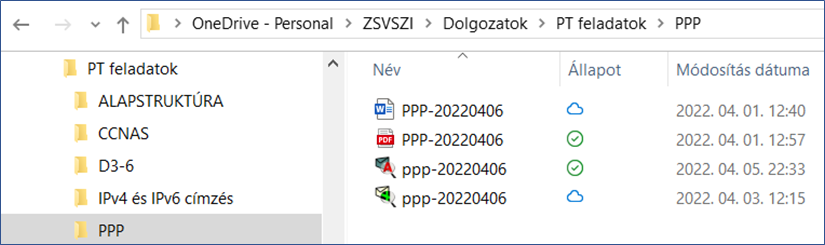 OneDrive - Personal > ZSVSZI > Dolgozatok > PT feladatok > PPP
PT feladatok
ALAPSTRUKTÚRA
CCNAS
D3-6
IPv4 és IPv6 címzés
PPP
Név Állapot Módosítás dátuma
PPP-20220406 2022. 04. 01. 12:40
PPP-20220406 2022. 04. 01. 12:57
ppp-20220406 2022. 04. 05. 22:33
ppp-20220406 2022. 04. 03. 12:15